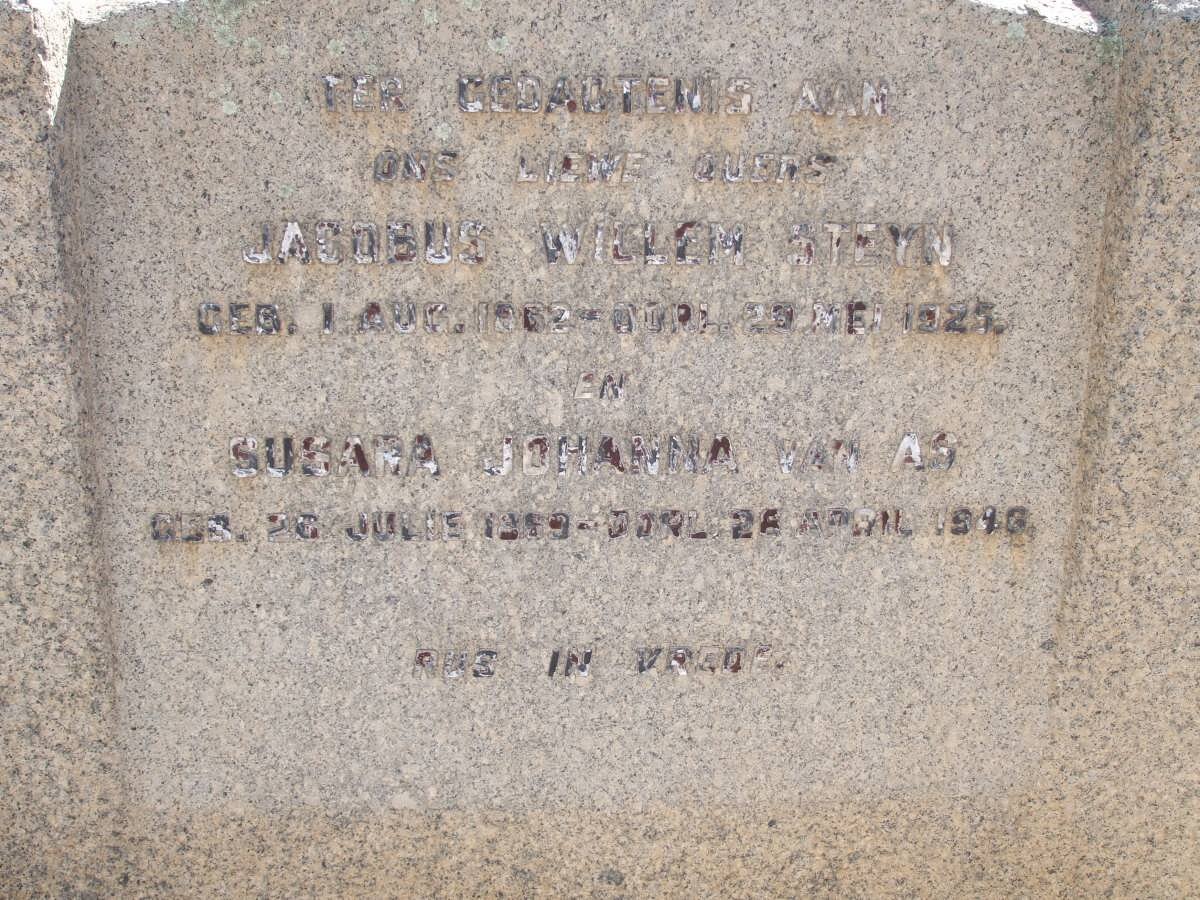 TER GEDAGTENIS AAN
ONS LIEWE OUERS
JACOBUS WILLEM STEYN
GEB. 1 AUG. 1862 - OORL. 29 MEI 1925.
EN
SUSARA JOHANNA VAN AS
GEB. 26 JULIE 1869 - OORL. 28 APRIL
RUS IN VREDE.